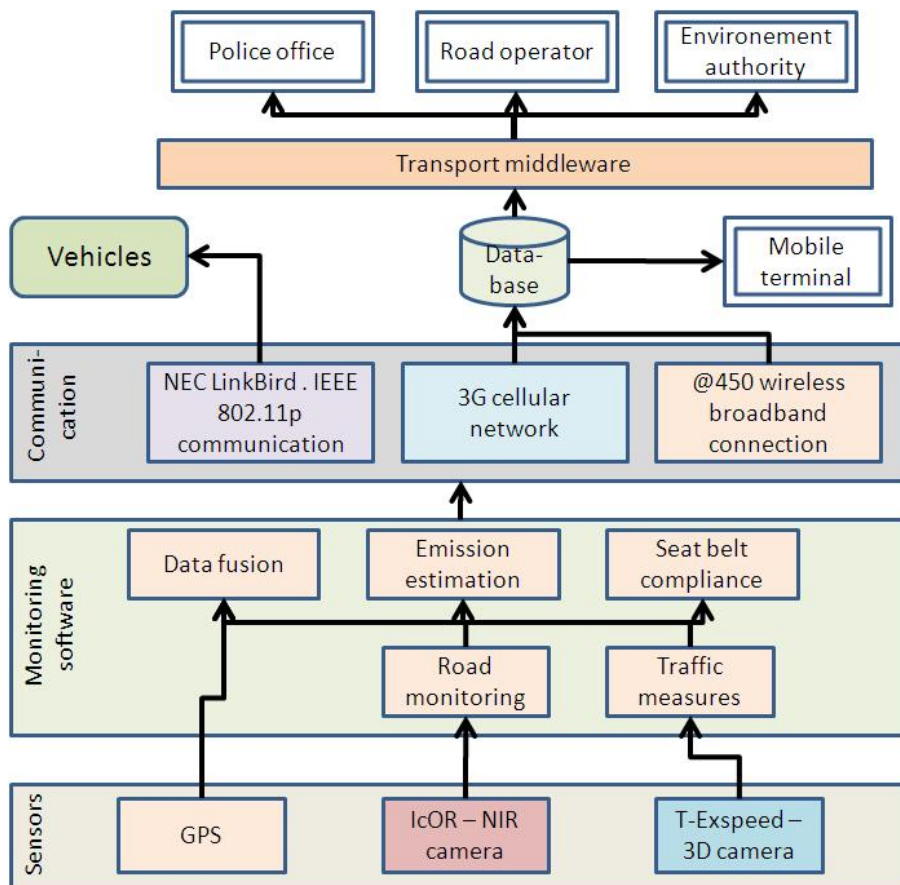 Police office
Road operator
Environement
authority
Transport middleware
Vehicles
Data-
base
Mobile
terminal
Communi-
cation
NEC LinkBird . IEEE
802.11p
communication
3G cellular
network
@450 wireless
broadband
connection
Monitoring
software
Data fusion
Emission
estimation
Seat belt
compliance
Road
monitoring
Traffic
measures
Sensors
GPS
IcOR – NIR
camera
T-Exspeed –
3D camera